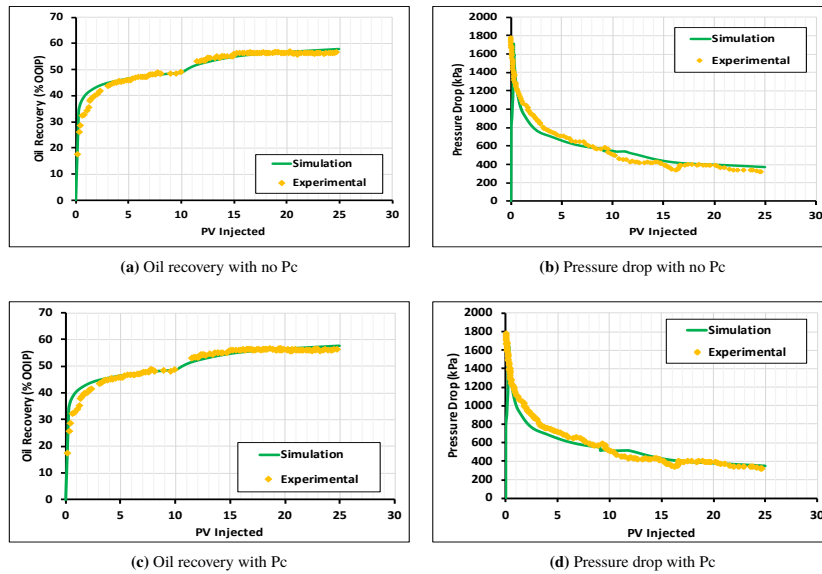 70
60
50
40
30
20
10
0
0 5 10 15 20 25 30
Oil Recovery (% OOIP)
PV Injected
Simulation
Experimental
(a) Oil recovery with no Pc
2000
1800
1600
1400
1200
1000
800
600
400
200
0
0 5 10 15 20 25 30
Pressure Drop (kPa)
PV Injected
Simulation
Experimental
(b) Pressure drop with no Pc
70
60
50
40
30
20
10
0
0 5 10 15 20 25 30
Oil Recovery (% OOIP)
PV Injected
Simulation
Experimental
(c) Oil recovery with Pc
2000
1800
1600
1400
1200
1000
800
600
400
200
0
0 5 10 15 20 25 30
Pressure Drop (kPa)
PV Injected
Simulation
Experimental
(d) Pressure drop with Pc